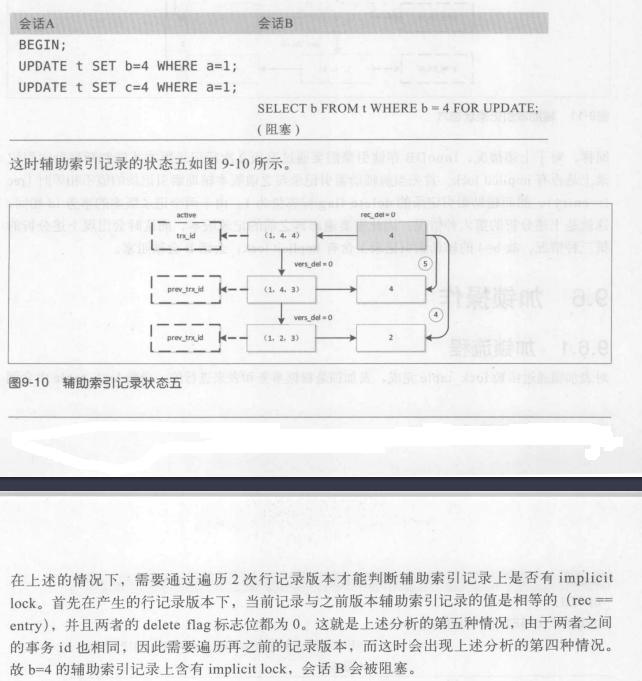 会话A 会话B
BEGIN;
UPDATE t SET b=4 WHERE a=1;
UPDATE t SET c=4 WHERE a=1;
SELECT b FROM t WHERE b = 4 FOR UPDATE;
( 阻塞 )
这时辅助索引记录的状态五如图 9-10 所示。
active rec_del = 0
trx_id (1, 4, 4) 4
vers_del = 0 ⑤
prev_trx_id (1, 4, 3) 4
vers_del = 0 ④
prev_trx_id (1, 2, 3) 2
图9-10 辅助索引记录状态五
在上述的情况下，需要通过遍历 2 次行记录版本才能判断辅助索引记录上是否有 implicit
lock。首先在产生的行记录版本下，当前记录与之前版本辅助索引记录的值是相等的（rec ==
entry），并且两者的 delete flag 标志位都为 0。这就是上述分析的第五种情况，由于两者之间
的事务 id 也相同，因此需要遍历再之前的记录版本，而这时会出现上述分析的第四种情况。
故 b=4 的辅助索引记录上含有 implicit lock，会话 B 会被阻塞。